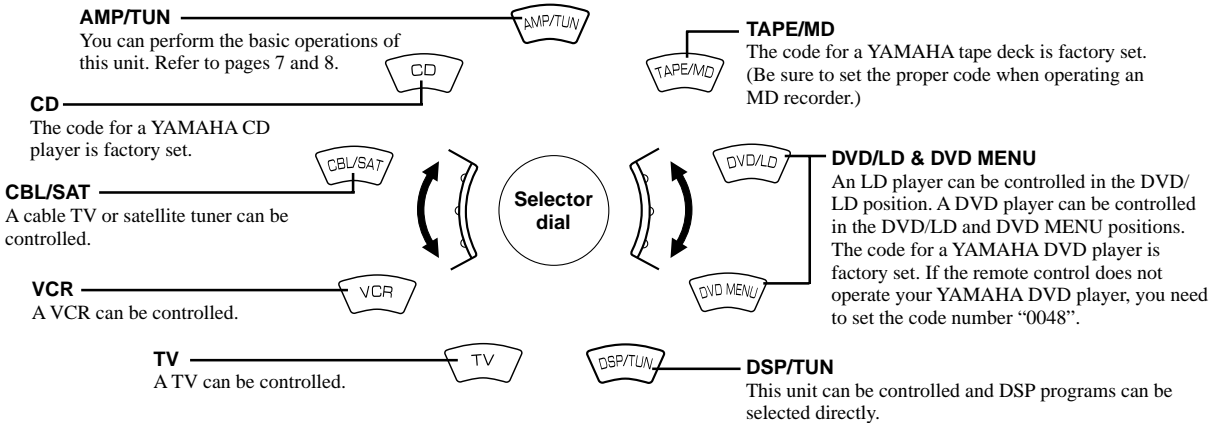 AMP/TUN
You can perform the basic operations of
this unit. Refer to pages 7 and 8.
AMP/TUN
CD
CD
The code for a YAMAHA CD
player is factory set.
CBL/SAT
CBL/SAT
A cable TV or satellite tuner can be
controlled.
VCR
A VCR can be controlled.
VCR
TV
A TV can be controlled.
TV
Selector
dial
TAPE/MD
TAPE/MD
The code for a YAMAHA tape deck is factory set.
(Be sure to set the proper code when operating an
MD recorder.)
DVD/LD
DVD/LD & DVD MENU
An LD player can be controlled in the DVD/
LD position. A DVD player can be controlled
in the DVD/LD and DVD MENU positions.
The code for a YAMAHA DVD player is
factory set. If the remote control does not
operate your YAMAHA DVD player, you need
to set the code number “0048”.
DVD MENU
DSP/TUN
DSP/TUN
This unit can be controlled and DSP programs can be
selected directly.